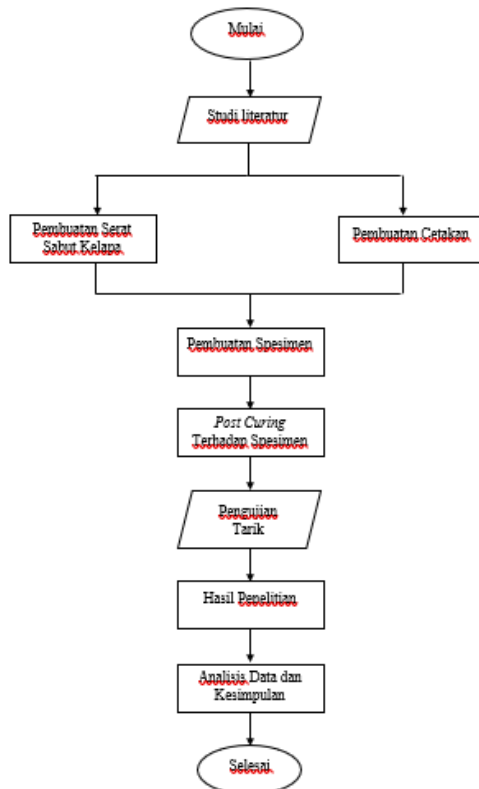 Mulai
Studi literatur
Pembuatan Serat
Sabut Kelapa
Pembuatan Cetakan
Pembuatan Spesimen
Post Curing
Terhadap Spesimen
Pengujian
Tarik
Hasil Penelitian
Analisis Data dan
Kesimpulan
Selesai